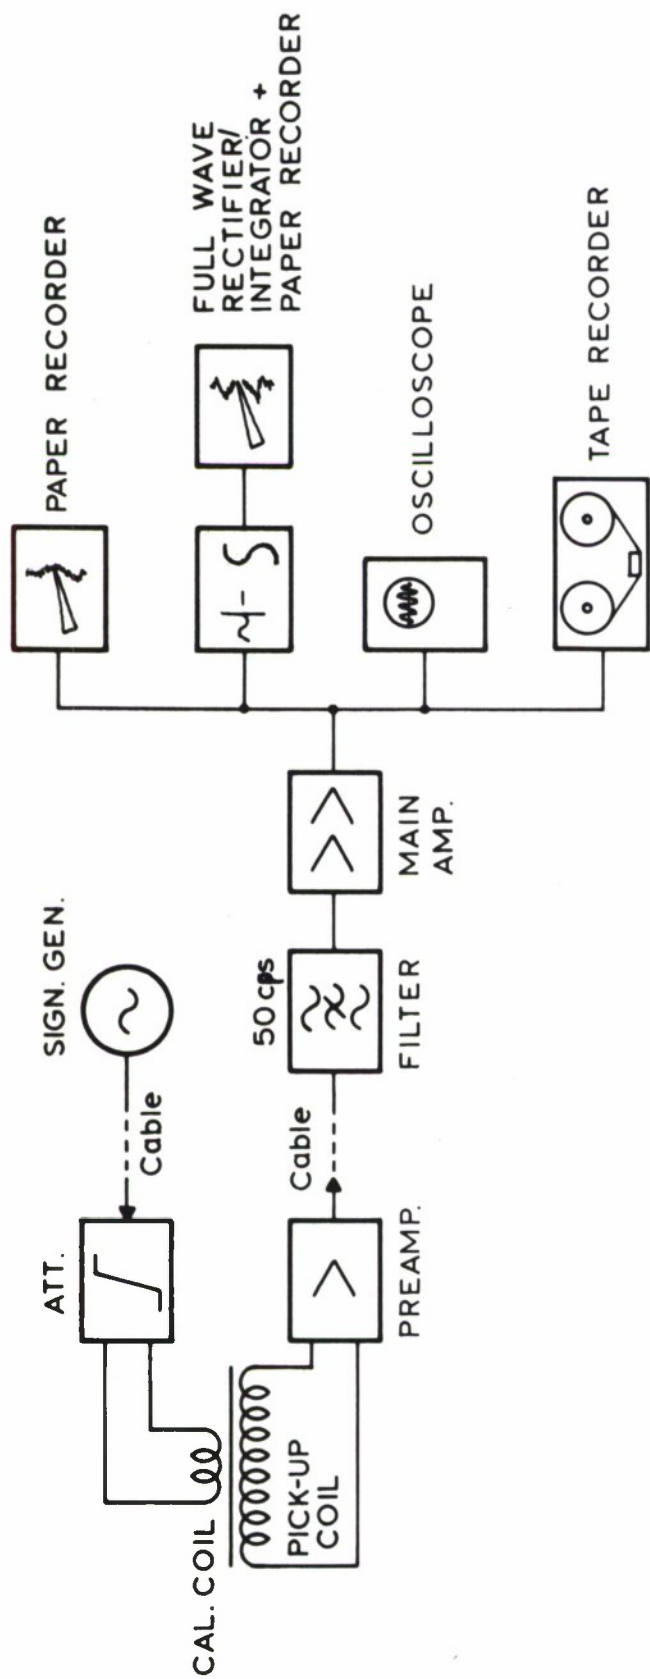 CAL. COIL
ATT.
Cable
SIGN. GEN.
PICK-UP
COIL
PREAMP.
Cable
50 cps
FILTER
MAIN
AMP.
PAPER RECORDER
FULL WAVE
RECTIFIER/
INTEGRATOR +
PAPER RECORDER
OSCILLOSCOPE
TAPE RECORDER